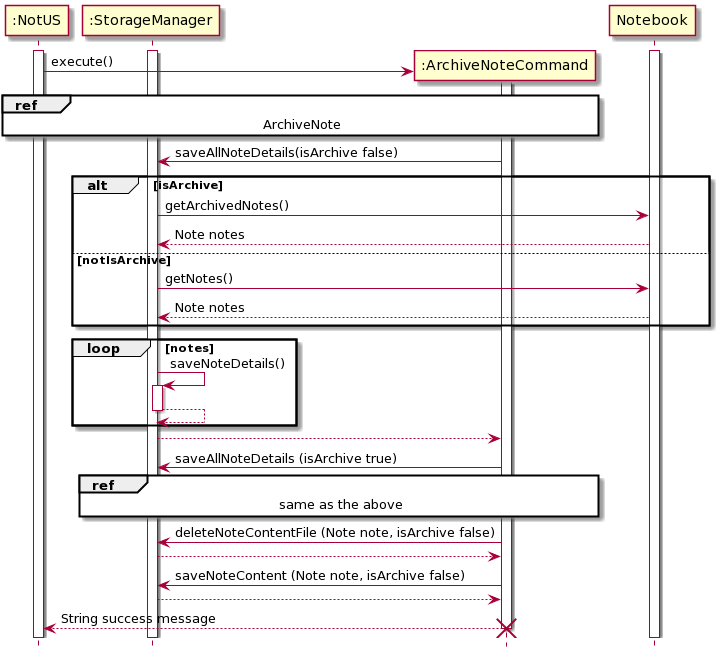 :NotUS
:StorageManager
Notebook
execute()
:ArchiveNoteCommand
ref
ArchiveNote
saveAllNoteDetails(isArchive false)
alt [isArchive]
getArchivedNotes()
Note notes
[notIsArchive]
getNotes()
Note notes
loop [notes]
saveNoteDetails()
saveAllNoteDetails (isArchive true)
ref
same as the above
deleteNoteContentFile (Note note, isArchive false)
saveNoteContent (Note note, isArchive false)
String success message